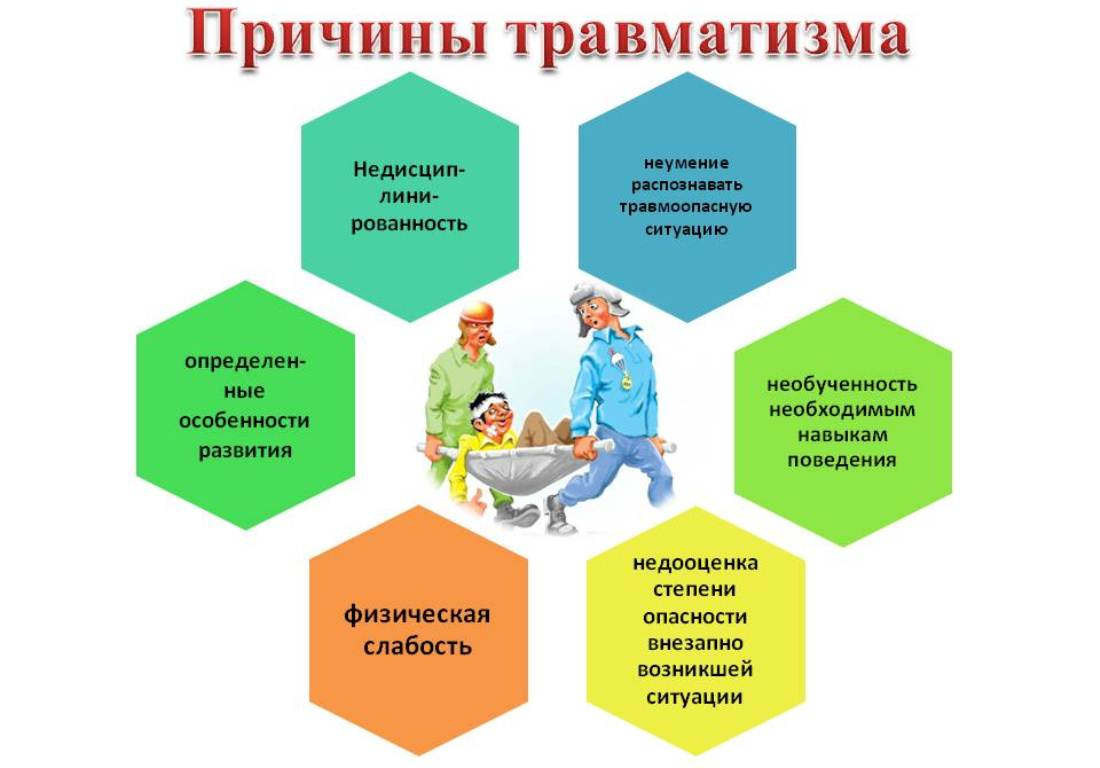 Причины травматизма
Недисцип-
лини-
рованность
неумение
распознавать
травмоопасную
ситуацию
определен-
ные
особенности
развития
необученность
необходимым
навыкам
поведения
физическая
слабость
недооценка
степени
опасности
внезапно
возникшей
ситуации